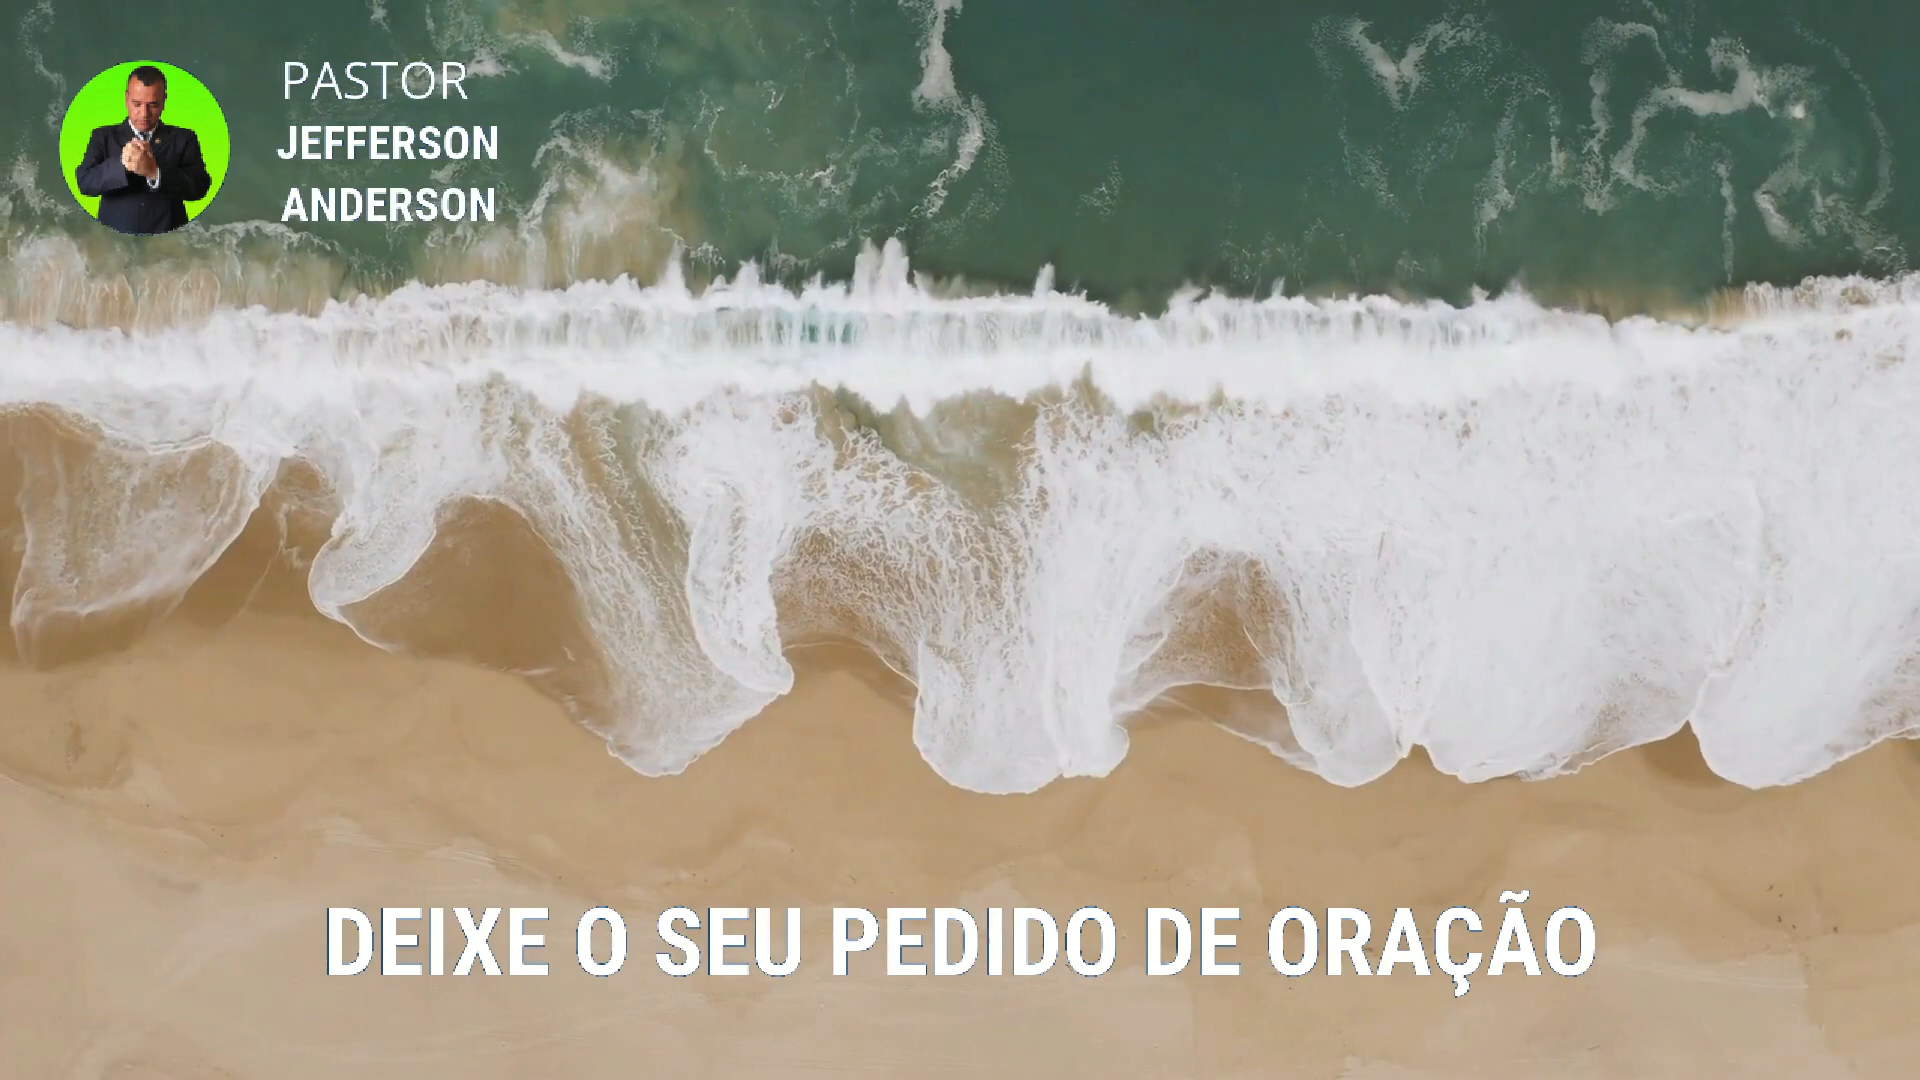 PASTOR
JEFFERSON
ANDERSON
DEIXE O SEU PEDIDO DE ORAÇÃO